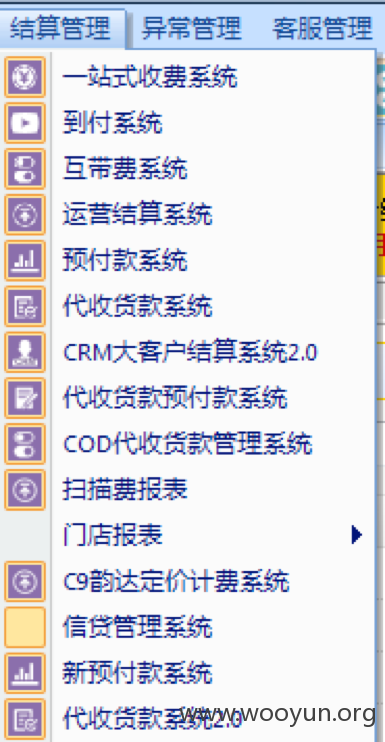 结算管理 异常管理 客服管理
一站式收费系统
到付系统
互带费系统
运营结算系统
预付款系统
代收货款系统
CRM大客户结算系统2.0
代收货款预付款系统
COD代收货款管理系统
扫描费报表
门店报表
C9韵达定价计费系统
信贷管理系统
新预付款系统
代收货款系统2.0
www.wooyun.org